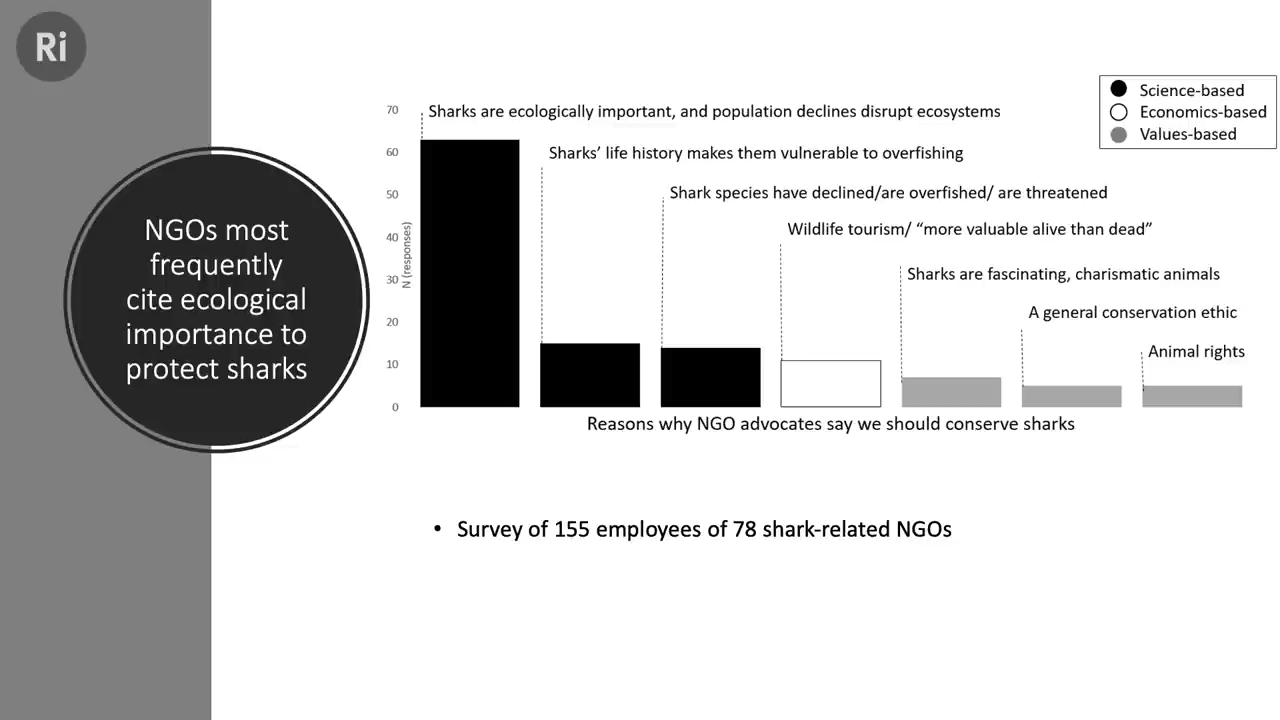 Ri
NGOs most
frequently
cite ecological
importance to
protect sharks
Science-based
Economics-based
Values-based
70
60
50
40
30
20
10
0
N (responses)
Sharks are ecologically important, and population declines disrupt ecosystems
Sharks’ life history makes them vulnerable to overfishing
Shark species have declined/are overfished/ are threatened
Wildlife tourism/ “more valuable alive than dead”
Sharks are fascinating, charismatic animals
A general conservation ethic
Animal rights
Reasons why NGO advocates say we should conserve sharks
• Survey of 155 employees of 78 shark-related NGOs